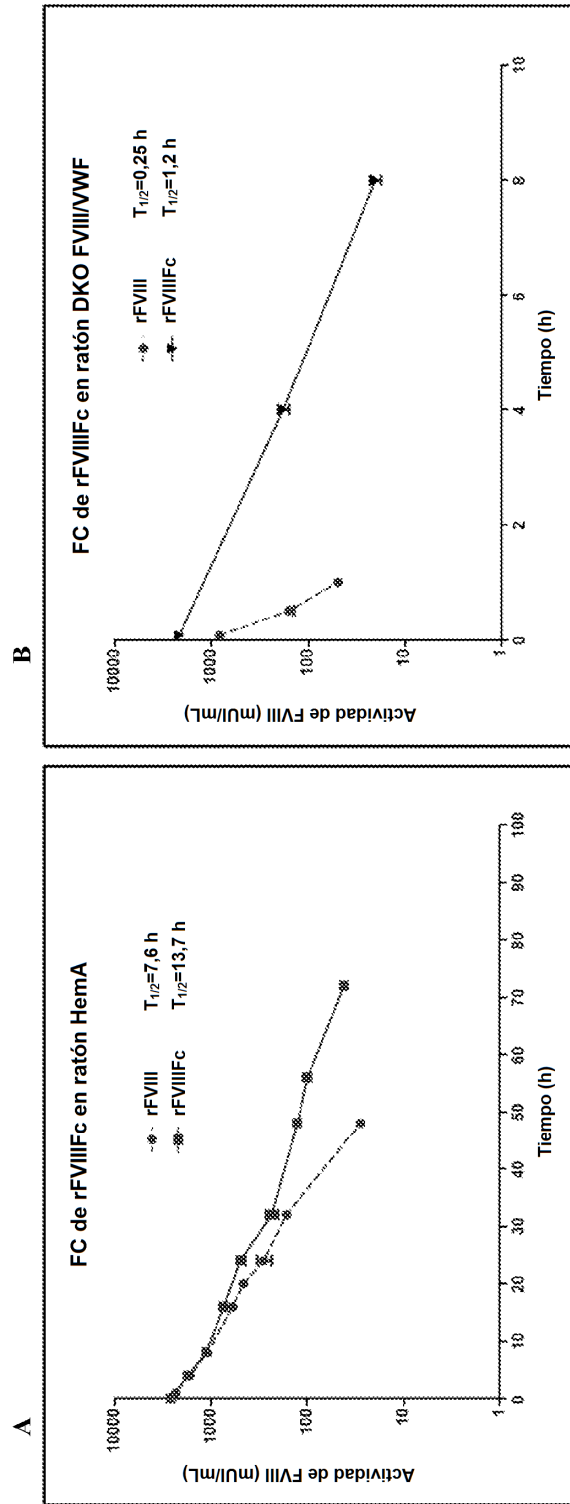 A
FC de rFVIIIFc en ratón HemA
rFVIII T1/2=7,6 h
rFVIIIFc T1/2=13,7 h
Actividad de FVIII (mUI/mL)
10000
1000
100
10
1
0 10 20 30 40 50 60 70 80 90 100
Tiempo (h)
B
FC de rFVIIIFc en ratón DKO FVIII/VWF
rFVIII T1/2=0,25 h
rFVIIIFc T1/2=1,2 h
Actividad de FVIII (mUI/mL)
10000
1000
100
10
1
0 2 4 6 8 10
Tiempo (h)